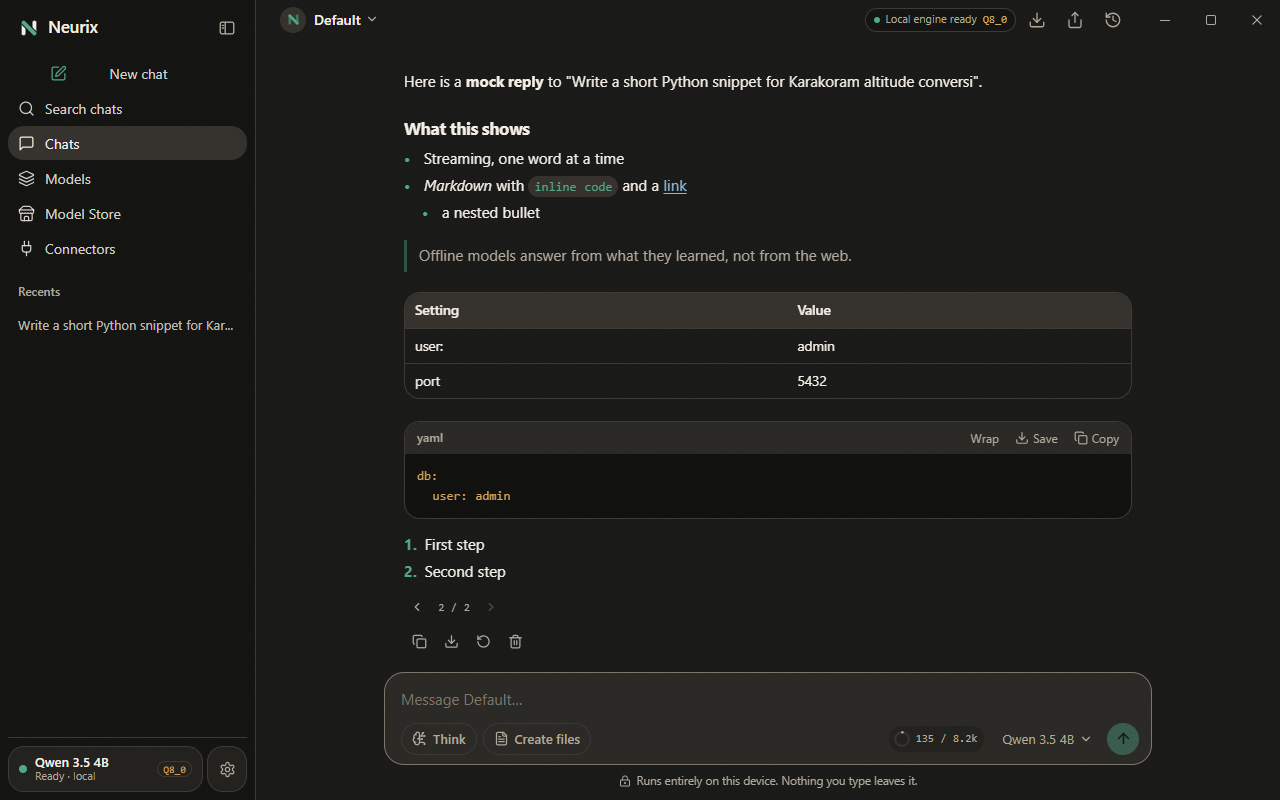 Neurix
New chat
Search chats
Chats
Models
Model Store
Connectors
Recents
Write a short Python snippet for Kar...
Qwen 3.5 4B
Ready · local
Q8_0
Default
Local engine ready Q8_0
Here is a mock reply to "Write a short Python snippet for Karakoram altitude conversi".
What this shows
• Streaming, one word at a time
• Markdown with inline code and a link
• a nested bullet
Offline models answer from what they learned, not from the web.
Setting Value
user: admin
port 5432
yaml Wrap Save Copy
db:
  user: admin
1. First step
2. Second step
2 / 2
Message Default...
Think Create files 135 / 8.2k Qwen 3.5 4B
Runs entirely on this device. Nothing you type leaves it.